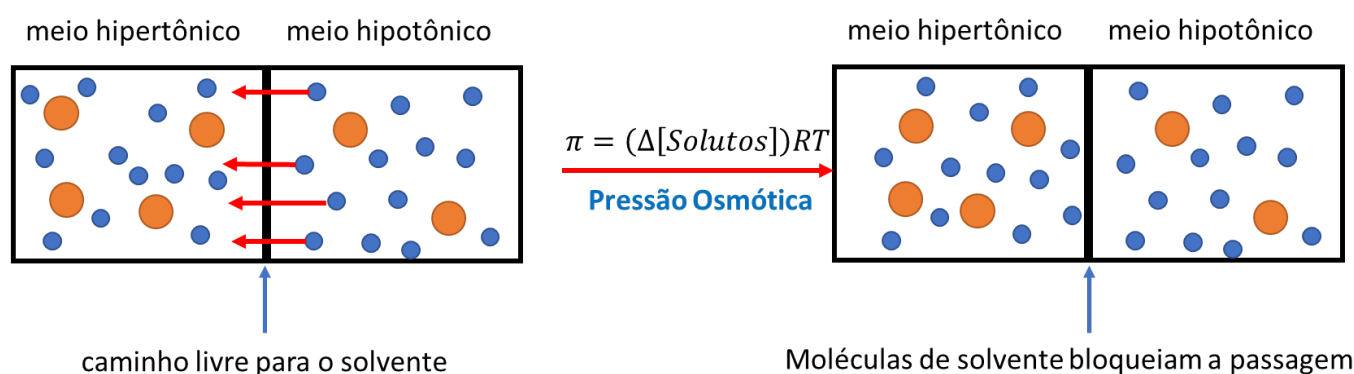 meio hipertônico
meio hipotônico
meio hipertônico
meio hipotônico
π = (Δ[Solutos])RT
Pressão Osmótica
caminho livre para o solvente
Moléculas de solvente bloqueiam a passagem